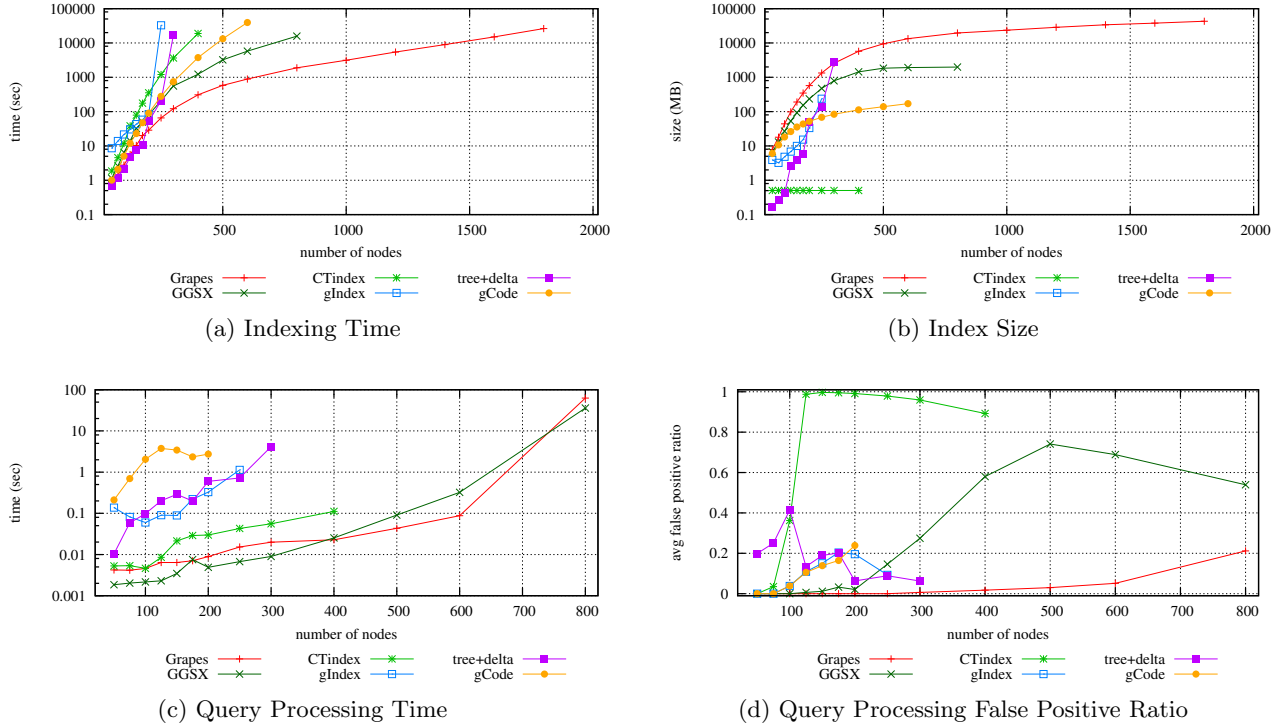 100000
10000
1000
100
10
1
0.1
time (sec)
500
1000
1500
2000
number of nodes
Grapes
GGSX
CTindex
gIndex
tree+delta
gCode
(a) Indexing Time
100000
10000
1000
100
10
1
0.1
size (MB)
500
1000
1500
2000
number of nodes
Grapes
GGSX
CTindex
gIndex
tree+delta
gCode
(b) Index Size
100
10
1
0.1
0.01
0.001
time (sec)
100
200
300
400
500
600
700
800
number of nodes
Grapes
GGSX
CTindex
gIndex
tree+delta
gCode
(c) Query Processing Time
1
0.8
0.6
0.4
0.2
0
avg false positive ratio
100
200
300
400
500
600
700
800
number of nodes
Grapes
GGSX
CTindex
gIndex
tree+delta
gCode
(d) Query Processing False Positive Ratio